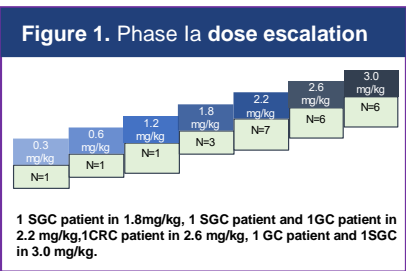 Figure 1. Phase Ia dose escalation
0.3
mg/kg
N=1
0.6
mg/kg
N=1
1.2
mg/kg
N=1
1.8
mg/kg
N=3
2.2
mg/kg
N=7
2.6
mg/kg
N=6
3.0
mg/kg
N=6
1 SGC patient in 1.8mg/kg, 1 SGC patient and 1GC patient in
2.2 mg/kg,1CRC patient in 2.6 mg/kg, 1 GC patient and 1SGC
in 3.0 mg/kg.